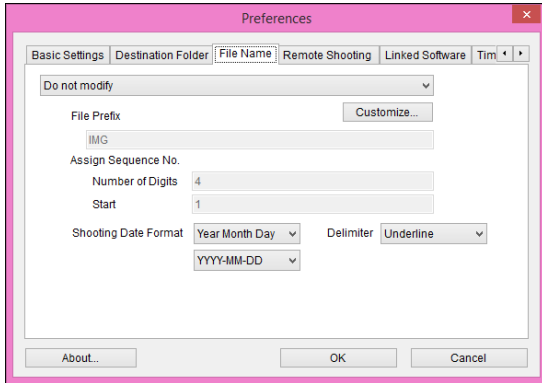 Preferences
Basic Settings Destination Folder File Name Remote Shooting Linked Software Tim
Do not modify
File Prefix Customize...
IMG
Assign Sequence No.
Number of Digits 4
Start 1
Shooting Date Format Year Month Day Delimiter Underline
YYYY-MM-DD
About... OK Cancel